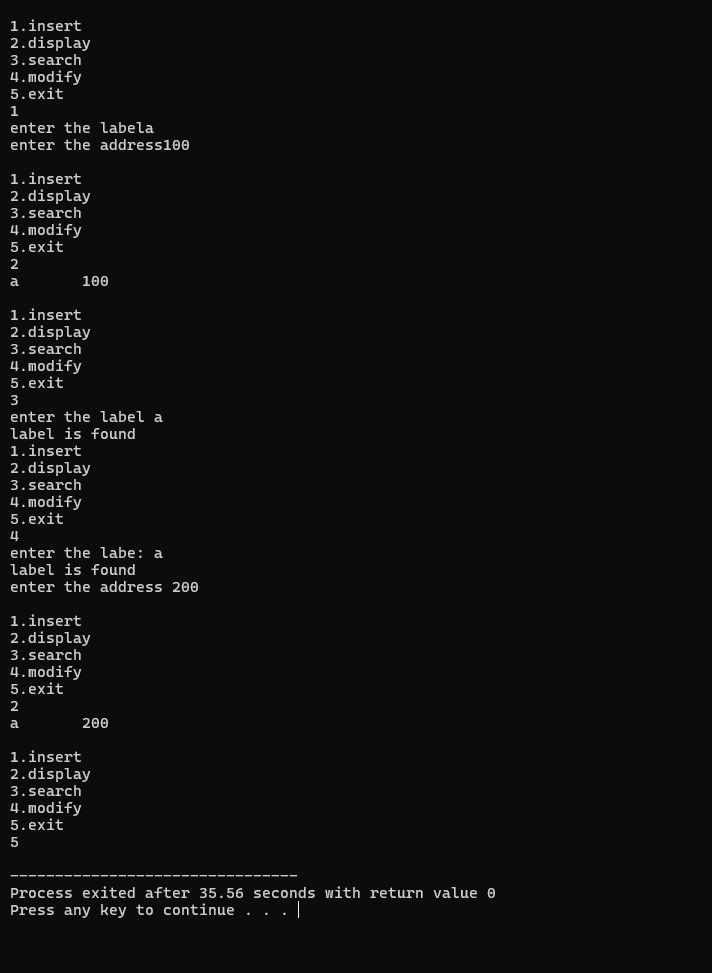 1.insert
2.display
3.search
4.modify
5.exit
1
enter the labela
enter the address100
1.insert
2.display
3.search
4.modify
5.exit
2
a       100
1.insert
2.display
3.search
4.modify
5.exit
3
enter the label a
label is found
1.insert
2.display
3.search
4.modify
5.exit
4
enter the labe: a
label is found
enter the address 200
1.insert
2.display
3.search
4.modify
5.exit
2
a       200
1.insert
2.display
3.search
4.modify
5.exit
5
--------------------------------
Process exited after 35.56 seconds with return value 0
Press any key to continue . . .